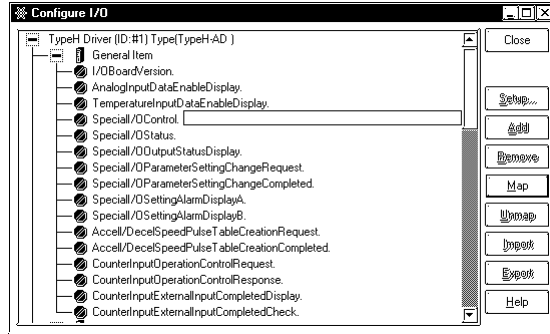 Configure I/O
TypeH Driver (ID:#1) Type(TypeH-AD )
General Item
I/OBoardVersion.
AnalogInputDataEnableDisplay.
TemperatureInputDataEnableDisplay.
SpecialI/OControl.
SpecialI/OStatus.
SpecialI/OOutputStatusDisplay.
SpecialI/OParameterSettingChangeRequest.
SpecialI/OParameterSettingChangeCompleted.
SpecialI/OSettingAlarmDisplayA.
SpecialI/OSettingAlarmDisplayB.
Accell/DecelSpeedPulseTableCreationRequest.
Accell/DecelSpeedPulseTableCreationCompleted.
CounterInputOperationControlRequest.
CounterInputOperationControlResponse.
CounterInputExternalInputCompletedDisplay.
CounterInputExternalInputCompletedCheck.
Close
Setup...
Add
Remove
Map
Unmap
Import
Export
Help